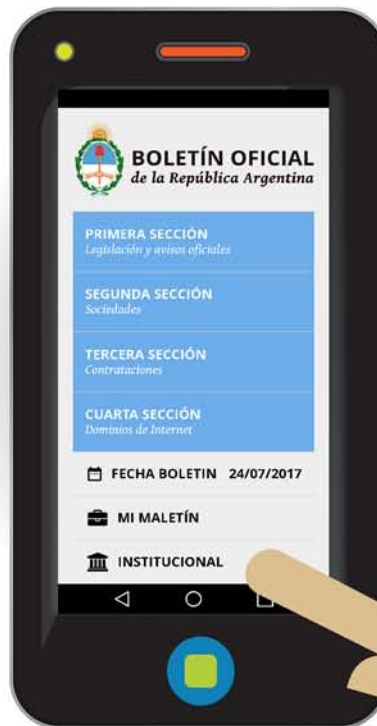 BOLETÍN OFICIAL
de la República Argentina
PRIMERA SECCIÓN
Legislación y avisos oficiales
SEGUNDA SECCIÓN
Sociedades
TERCERA SECCIÓN
Contrataciones
CUARTA SECCIÓN
Dominios de Internet
FECHA BOLETIN 24/07/2017
MI MALETÍN
INSTITUCIONAL